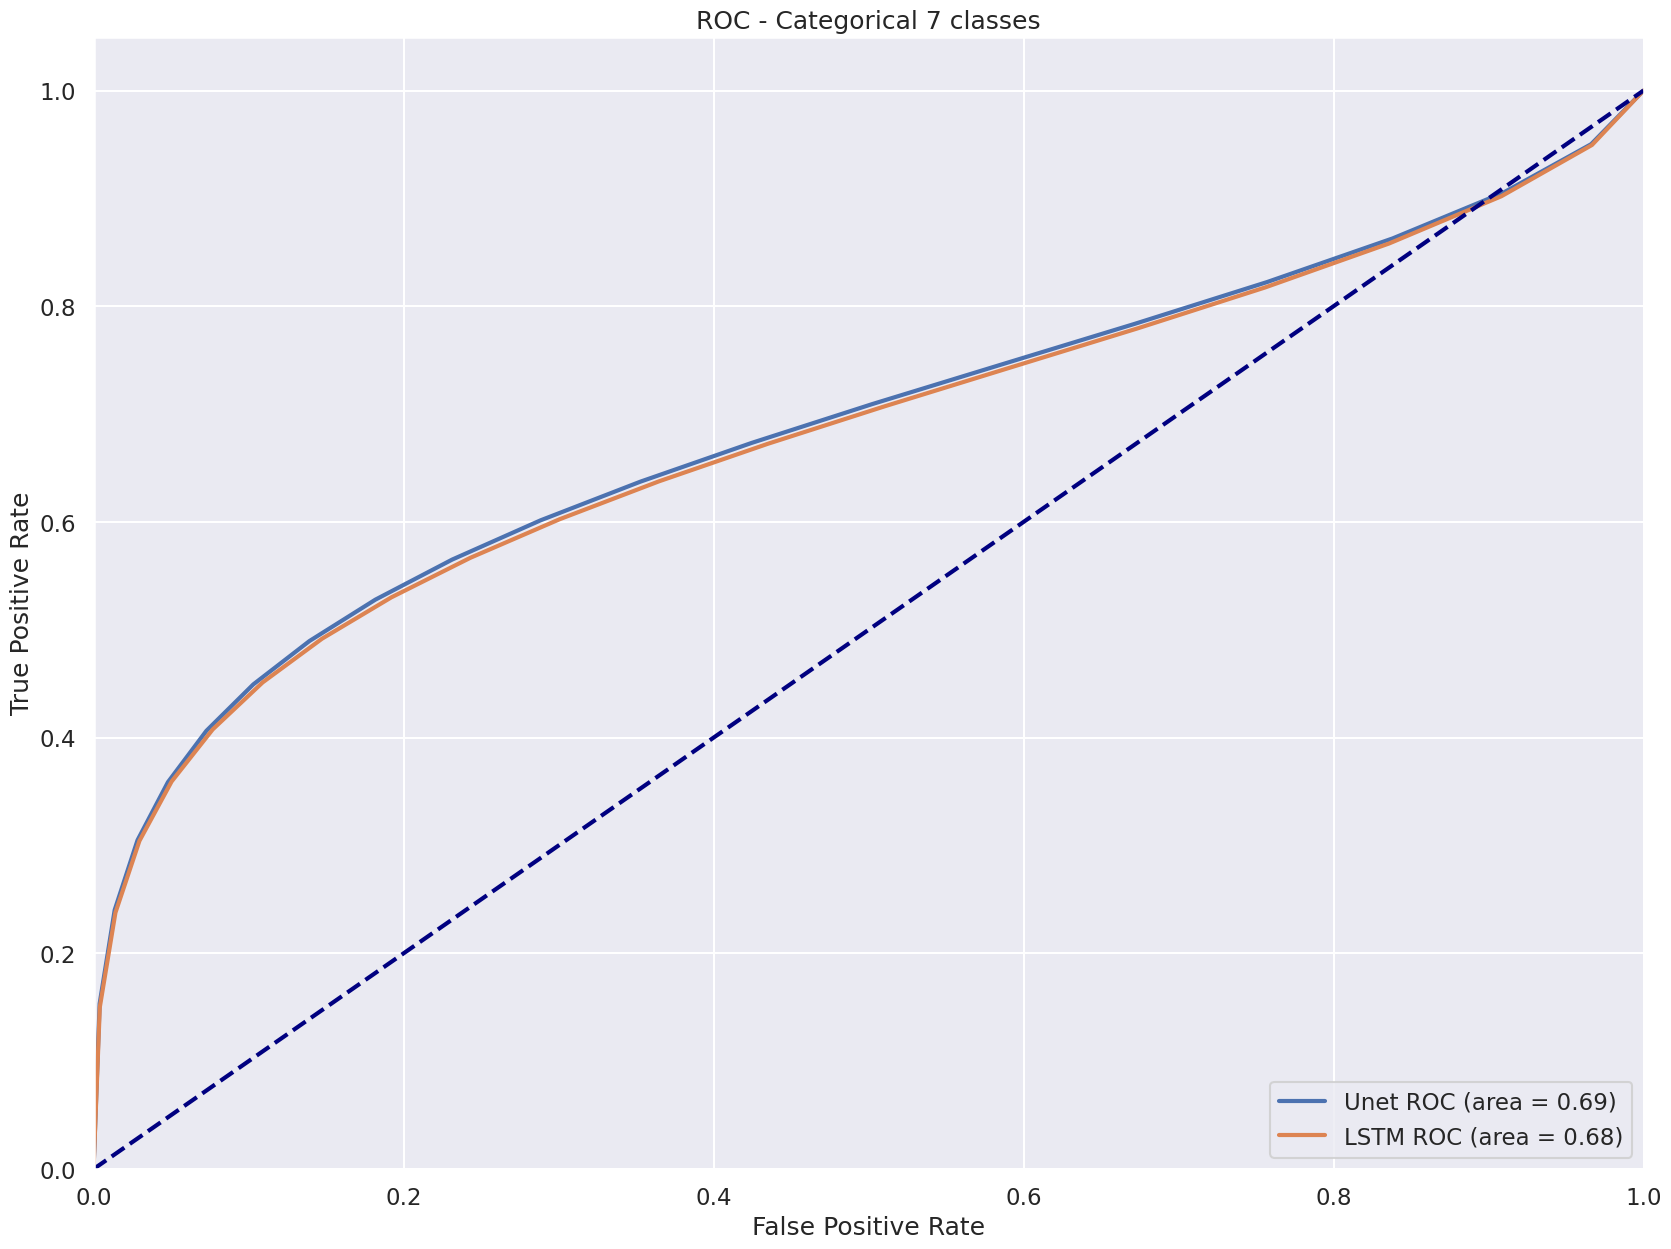 ROC - Categorical 7 classes
1.0
0.8
0.6
0.4
0.2
0.0
True Positive Rate
0.0 0.2 0.4 0.6 0.8 1.0
False Positive Rate
Unet ROC (area = 0.69)
LSTM ROC (area = 0.68)